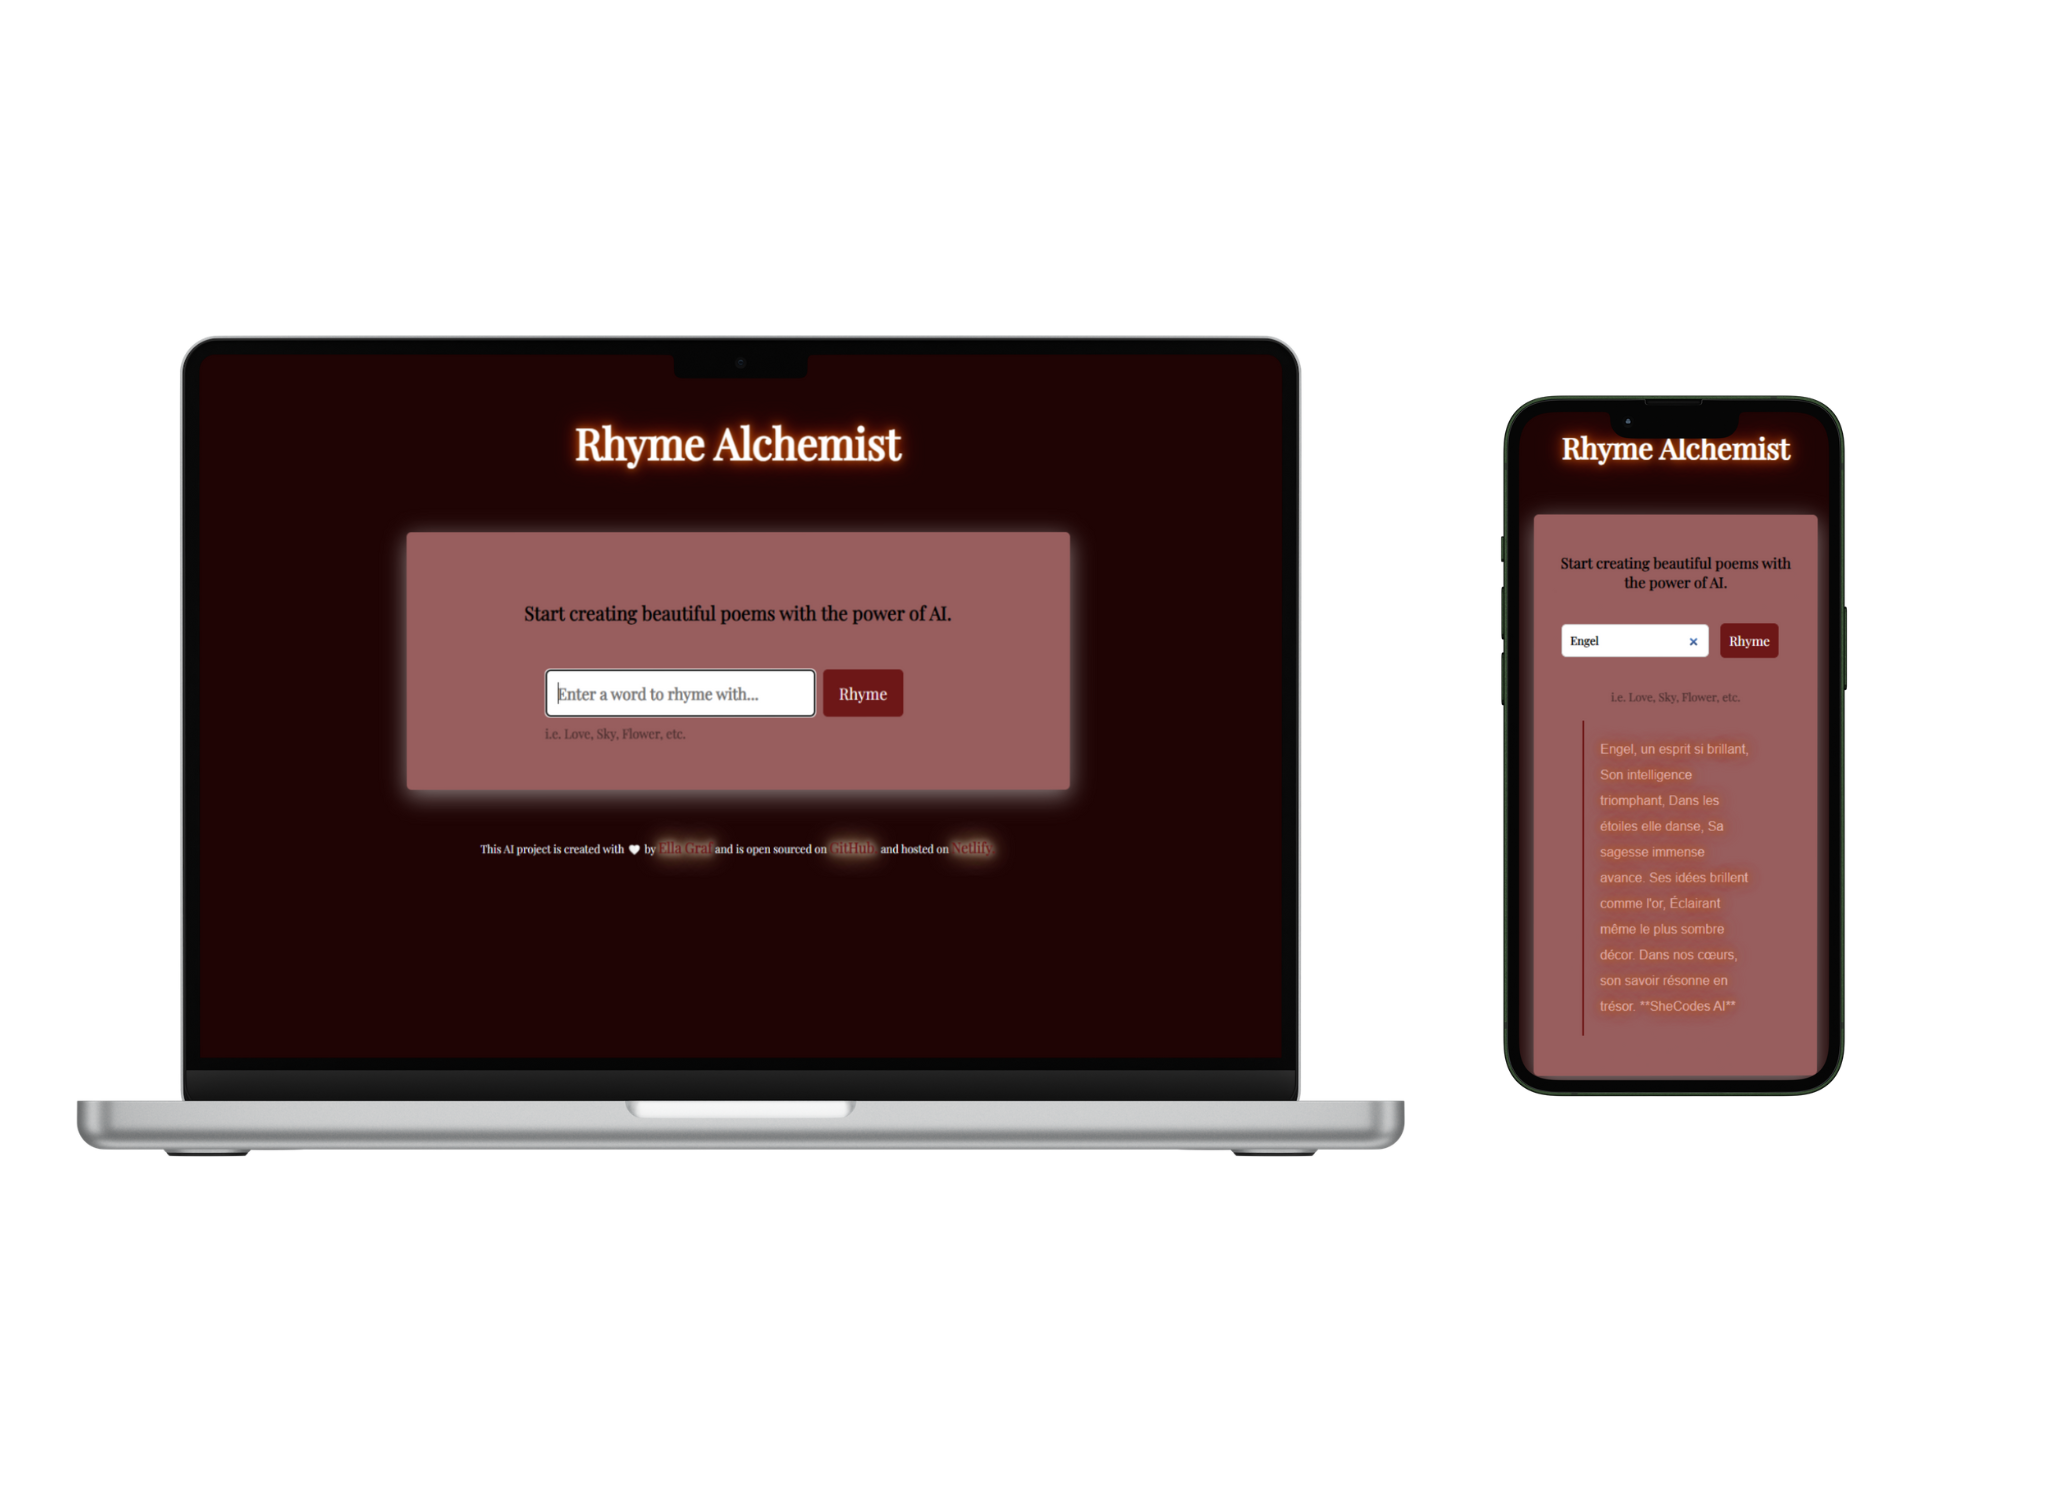 Rhyme Alchemist
Start creating beautiful poems with the power of AI.
Enter a word to rhyme with...
Rhyme
i.e. Love, Sky, Flower, etc.
This AI project is created with 🤍 by Ella Graf and is open sourced on GitHub and hosted on Netlify
Rhyme Alchemist
Start creating beautiful poems with
the power of AI.
Engel
×
Rhyme
i.e. Love, Sky, Flower, etc.
Engel, un esprit si brillant,
Son intelligence
triomphant, Dans les
étoiles elle danse, Sa
sagesse immense
avance. Ses idées brillent
comme l'or, Éclairant
même le plus sombre
décor. Dans nos cœurs,
son savoir résonne en
trésor. **SheCodes AI**